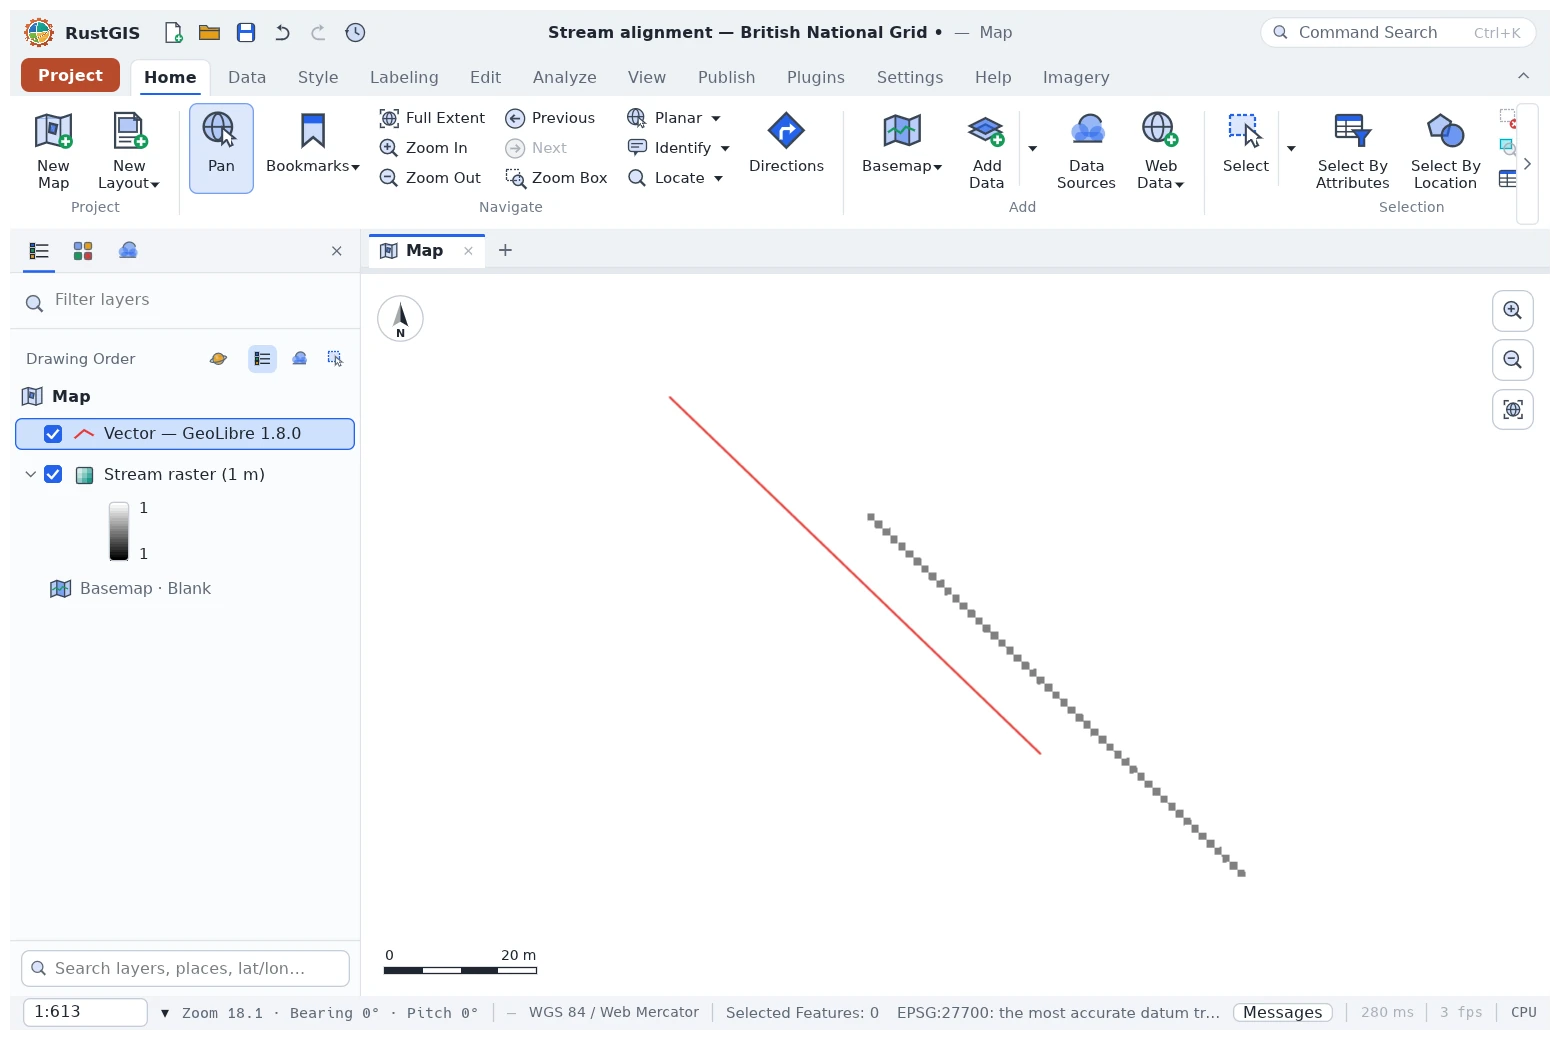 RustGIS
Stream alignment — British National Grid • — Map
Command Search Ctrl+K
Project Home Data Style Labeling Edit Analyze View Publish Plugins Settings Help Imagery
New Map
New Layout
Project
Pan
Bookmarks
Full Extent
Zoom In
Zoom Out
Previous
Next
Zoom Box
Planar
Identify
Locate
Directions
Navigate
Basemap
Add Data
Data Sources
Web Data
Add
Select
Select By Attributes
Select By Location
Selection
Map
Filter layers
Drawing Order
Map
Vector — GeoLibre 1.8.0
Stream raster (1 m)
1
1
Basemap · Blank
N
0 20 m
Search layers, places, lat/lon...
1:613 Zoom 18.1 · Bearing 0° · Pitch 0° — WGS 84 / Web Mercator Selected Features: 0 EPSG:27700: the most accurate datum tr... Messages 280 ms 3 fps CPU